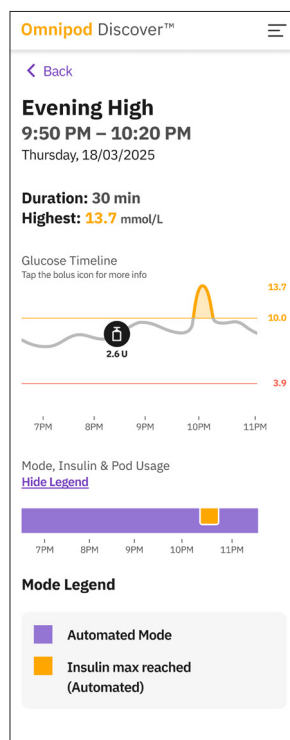 Omnipod Discover™
Back
Evening High
9:50 PM – 10:20 PM
Thursday, 18/03/2025
Duration: 30 min
Highest: 13.7 mmol/L
Glucose Timeline
Tap the bolus icon for more info
13.7
10.0
2.6 U
3.9
7PM 8PM 9PM 10PM 11PM
Mode, Insulin & Pod Usage
Hide Legend
7PM 8PM 9PM 10PM 11PM
Mode Legend
Automated Mode
Insulin max reached
(Automated)